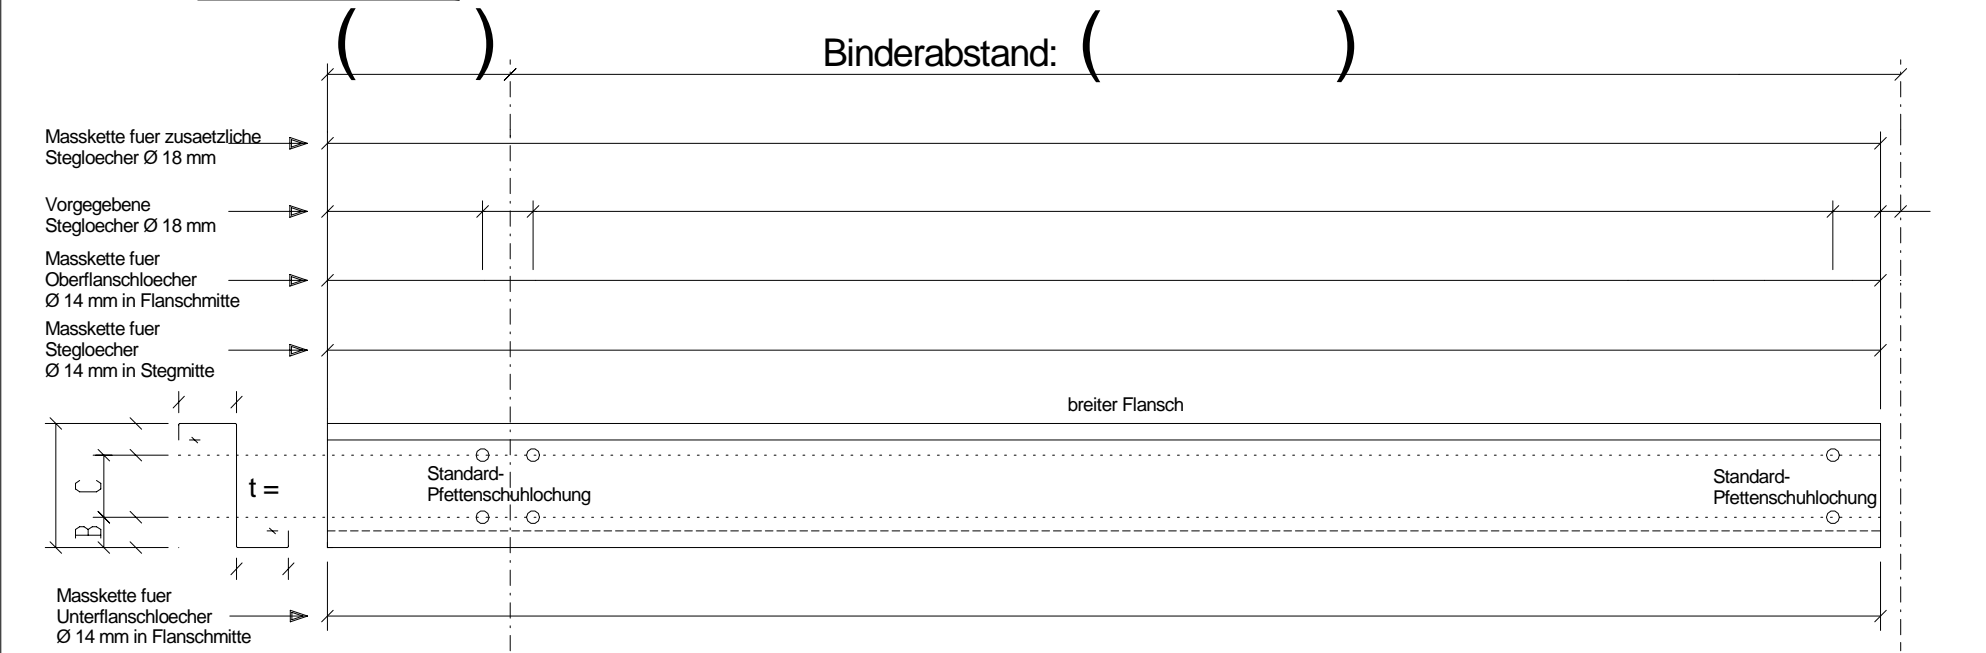 ( ) Binderabstand: ( )
Masskette fuer zusaetzliche
Stegloecher Ø 18 mm
Vorgegebene
Stegloecher Ø 18 mm
Masskette fuer
Oberflanschloecher
Ø 14 mm in Flanschmitte
Masskette fuer
Stegloecher
Ø 14 mm in Stegmitte
breiter Flansch
C
B
t =
Standard-
Pfettenschuhlochung
Standard-
Pfettenschuhlochung
Masskette fuer
Unterflanschloecher
Ø 14 mm in Flanschmitte